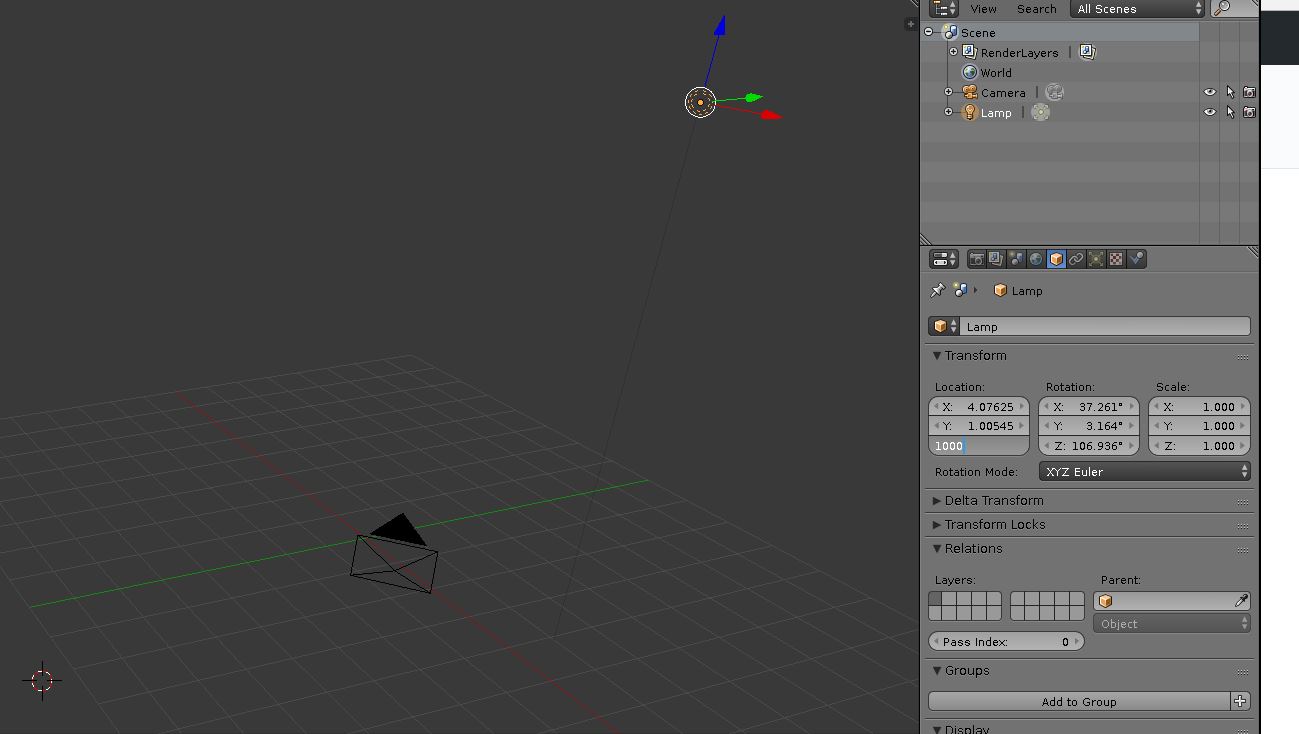 View Search All Scenes
Scene
RenderLayers
World
Camera
Lamp
Lamp
Lamp
Transform
Location: Rotation: Scale:
X: 4.07625 X: 37.261° X: 1.000
Y: 1.00545 Y: 3.164° Y: 1.000
1000 Z: 106.936° Z: 1.000
Rotation Mode: XYZ Euler
Delta Transform
Transform Locks
Relations
Layers: Parent:
Object
Pass Index: 0
Groups
Add to Group
Display